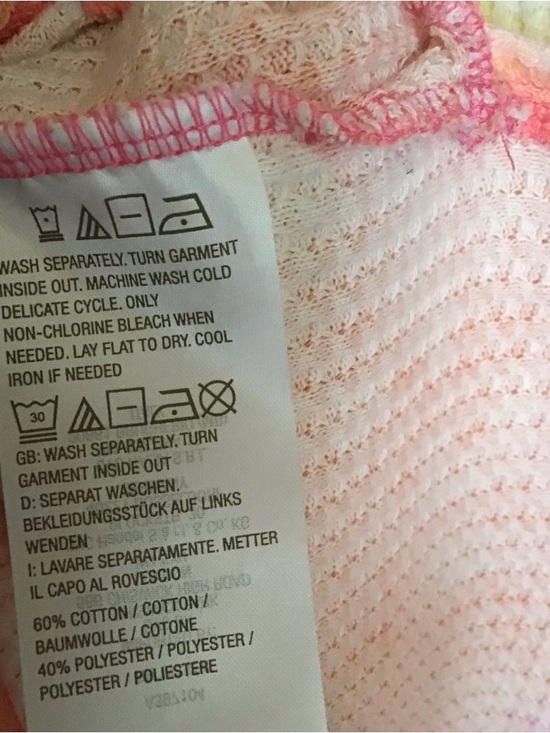 WASH SEPARATELY. TURN GARMENT
INSIDE OUT. MACHINE WASH COLD
DELICATE CYCLE. ONLY
NON-CHLORINE BLEACH WHEN
NEEDED. LAY FLAT TO DRY. COOL
IRON IF NEEDED
30
GB: WASH SEPARATELY. TURN
GARMENT INSIDE OUT
D: SEPARAT WASCHEN.
BEKLEIDUNGSSTÜCK AUF LINKS
WENDEN
I: LAVARE SEPARATAMENTE. METTER
IL CAPO AL ROVESCIO
60% COTTON / COTTON /
BAUMWOLLE / COTONE
40% POLYESTER / POLYESTER /
POLYESTER / POLIESTERE